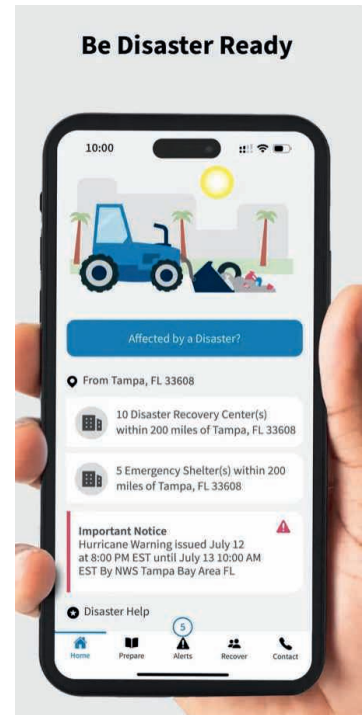 Be Disaster Ready
10:00
Affected by a Disaster?
From Tampa, FL 33608
10 Disaster Recovery Center(s)
within 200 miles of Tampa, FL 33608
5 Emergency Shelter(s) within 200
miles of Tampa, FL 33608
Important Notice
Hurricane Warning issued July 12
at 8:00 PM EST until July 13 10:00 AM
EST By NWS Tampa Bay Area FL
Disaster Help
5
Home Prepare Alerts Recover Contact